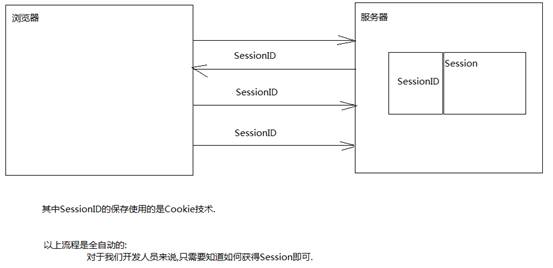 浏览器
服务器
SessionID
Session
SessionID
SessionID
SessionID
其中SessionID的保存使用的是Cookie技术.
以上流程是全自动的:
对于我们开发人员来说,只需要知道如何获得Session即可.